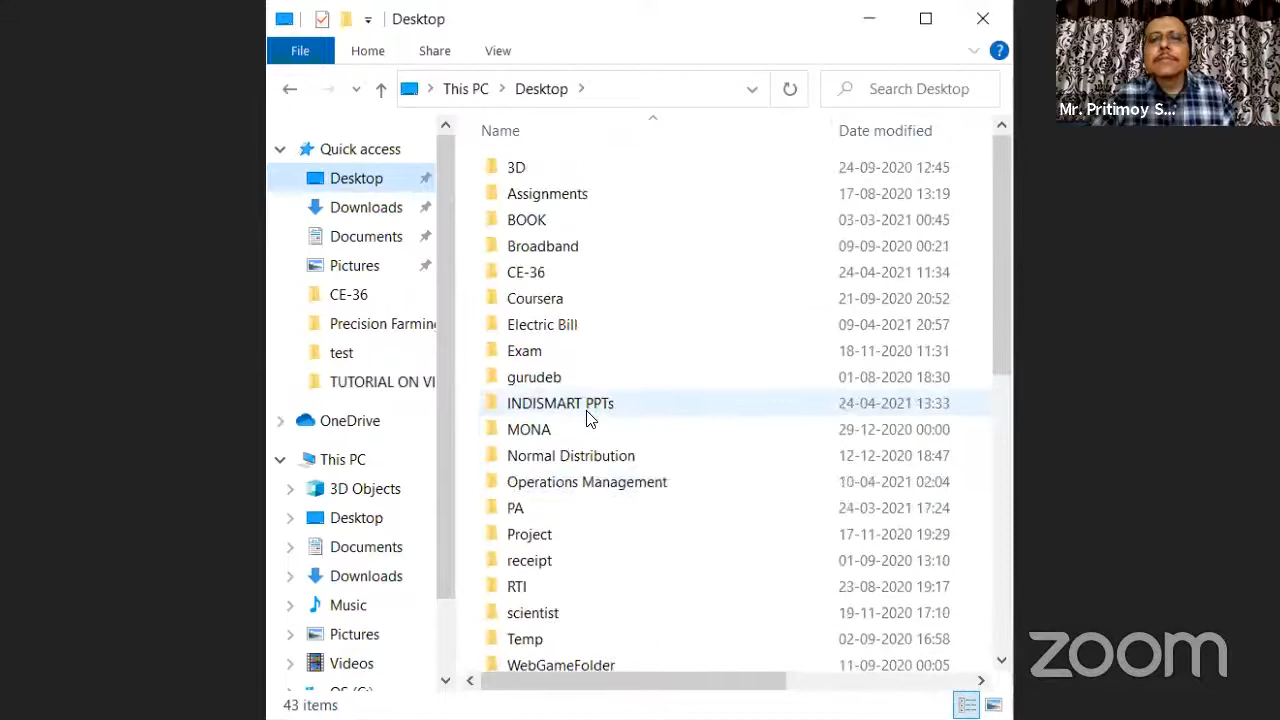 Desktop
File Home Share View
This PC Desktop
Search Desktop
Name Date modified
Quick access
Desktop
Downloads
Documents
Pictures
CE-36
Precision Farming
test
TUTORIAL ON VI
OneDrive
This PC
3D Objects
Desktop
Documents
Downloads
Music
Pictures
Videos
3D 24-09-2020 12:45
Assignments 17-08-2020 13:19
BOOK 03-03-2021 00:45
Broadband 09-09-2020 00:21
CE-36 24-04-2021 11:34
Coursera 21-09-2020 20:52
Electric Bill 09-04-2021 20:57
Exam 18-11-2020 11:31
gurudeb 01-08-2020 18:30
INDISMART PPTs 24-04-2021 13:33
MONA 29-12-2020 00:00
Normal Distribution 12-12-2020 18:47
Operations Management 10-04-2021 02:04
PA 24-03-2021 17:24
Project 17-11-2020 19:29
receipt 01-09-2020 13:10
RTI 23-08-2020 19:17
scientist 19-11-2020 17:10
Temp 02-09-2020 16:58
WebGameFolder 11-09-2020 00:05
43 items
Mr. Pritimoy S...
zoom